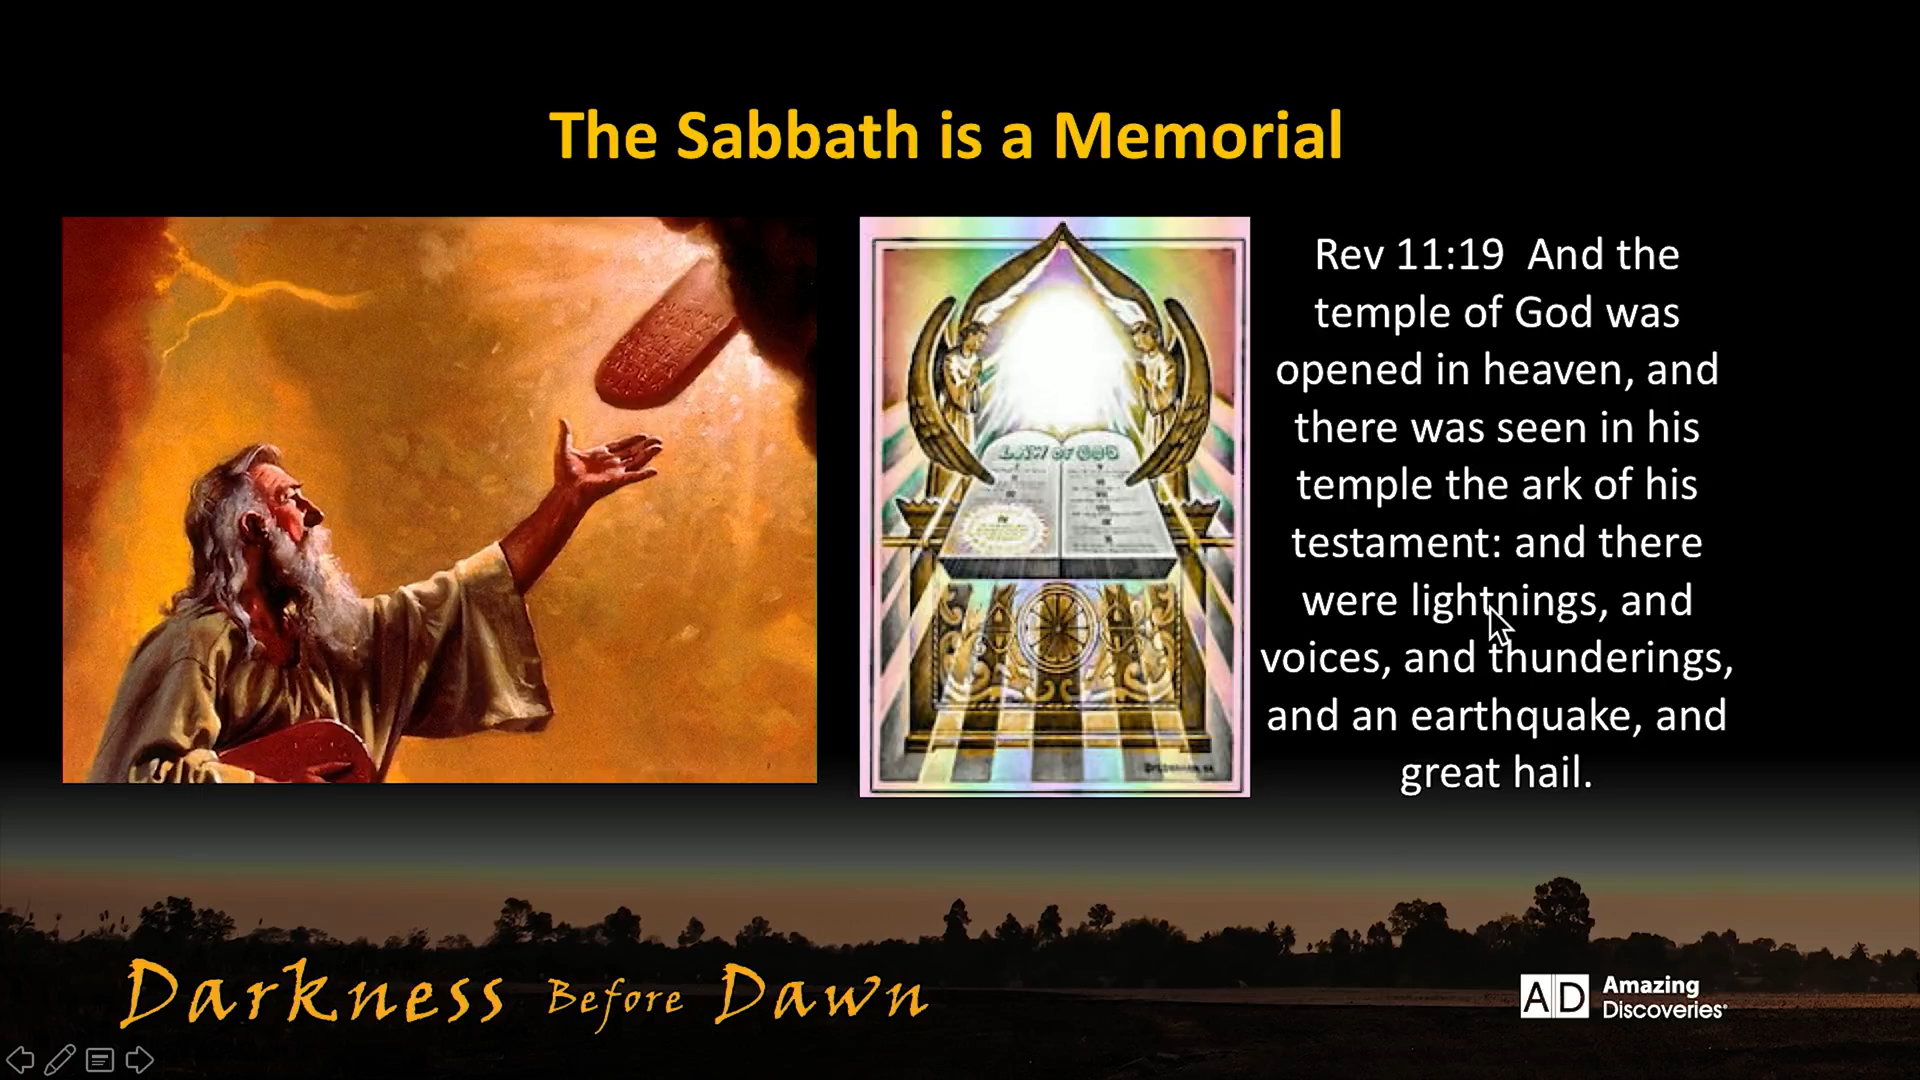 The Sabbath is a Memorial
LAW OF GOD
Rev 11:19  And the
temple of God was
opened in heaven, and
there was seen in his
temple the ark of his
testament: and there
were lightnings, and
voices, and thunderings,
and an earthquake, and
great hail.
Darkness Before Dawn
AD
Amazing
Discoveries